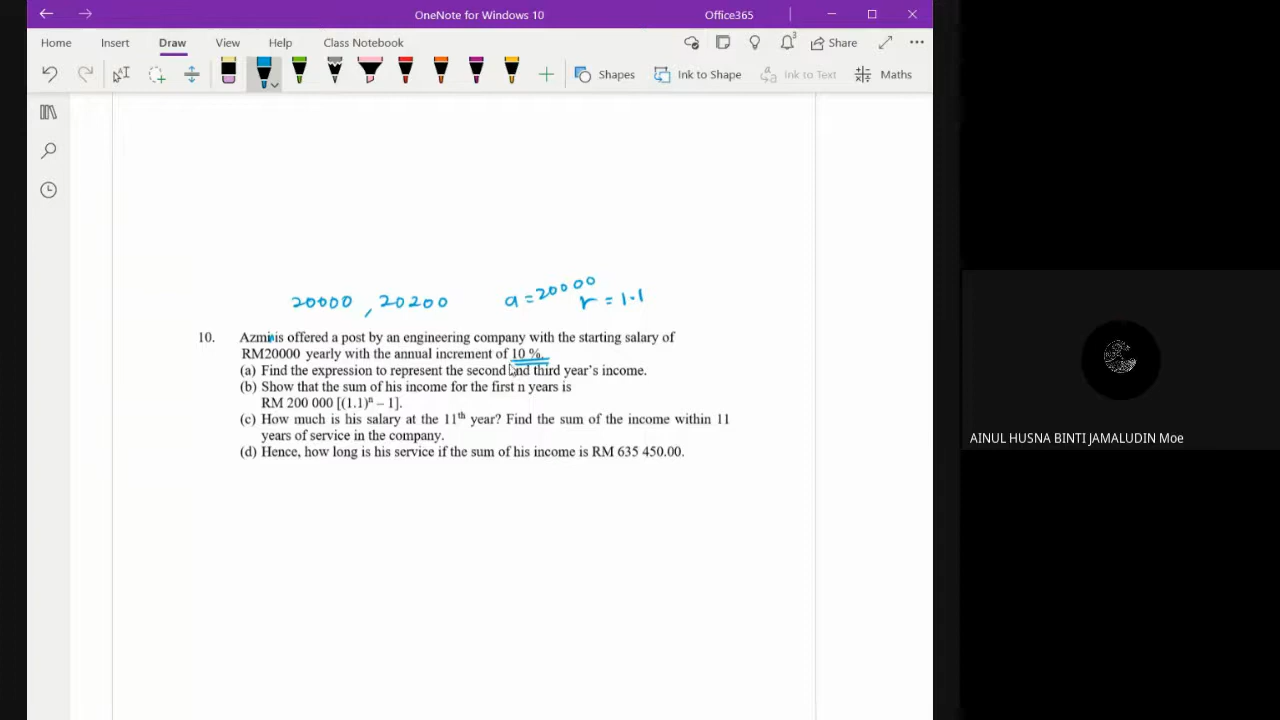 OneNote for Windows 10
Office365
Home Insert Draw View Help Class Notebook
3
Share
Shapes
Ink to Shape
Ink to Text
Maths
20000 , 20200 a = 20000 r = 1.1
10. Azmi is offered a post by an engineering company with the starting salary of
RM20000 yearly with the annual increment of 10 %.
(a) Find the expression to represent the second and third year's income.
(b) Show that the sum of his income for the first n years is
RM 200 000 [(1.1)ⁿ – 1].
(c) How much is his salary at the 11ᵗʰ year? Find the sum of the income within 11
years of service in the company.
(d) Hence, how long is his service if the sum of his income is RM 635 450.00.
AINUL HUSNA BINTI JAMALUDIN Moe